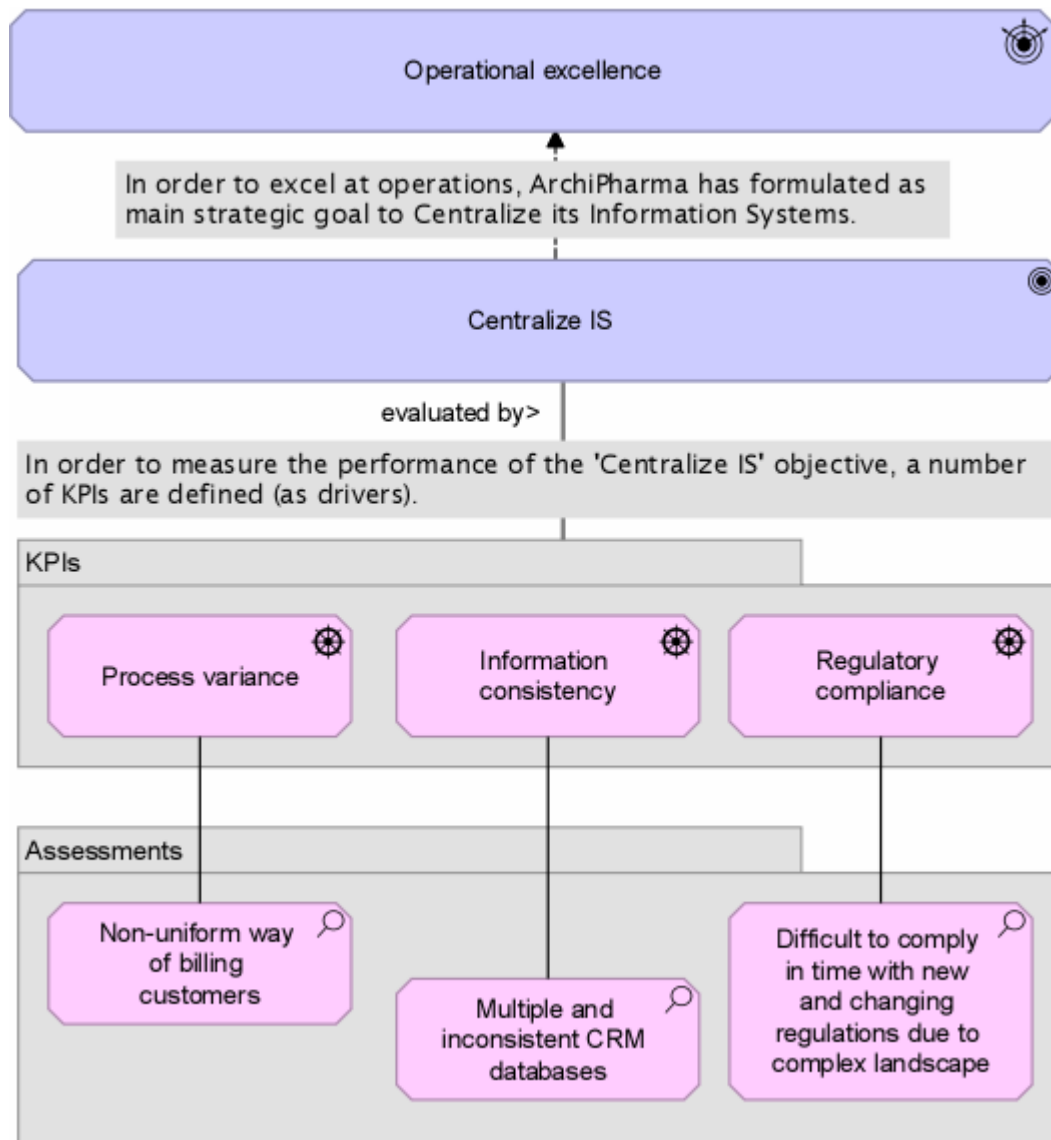 Operational excellence
In order to excel at operations, ArchiPharma has formulated as
main strategic goal to Centralize its Information Systems.
Centralize IS
evaluated by>
In order to measure the performance of the 'Centralize IS' objective, a number
of KPIs are defined (as drivers).
KPIs
Process variance
Information
consistency
Regulatory
compliance
Assessments
Non-uniform way
of billing
customers
Multiple and
inconsistent CRM
databases
Difficult to comply
in time with new
and changing
regulations due to
complex landscape